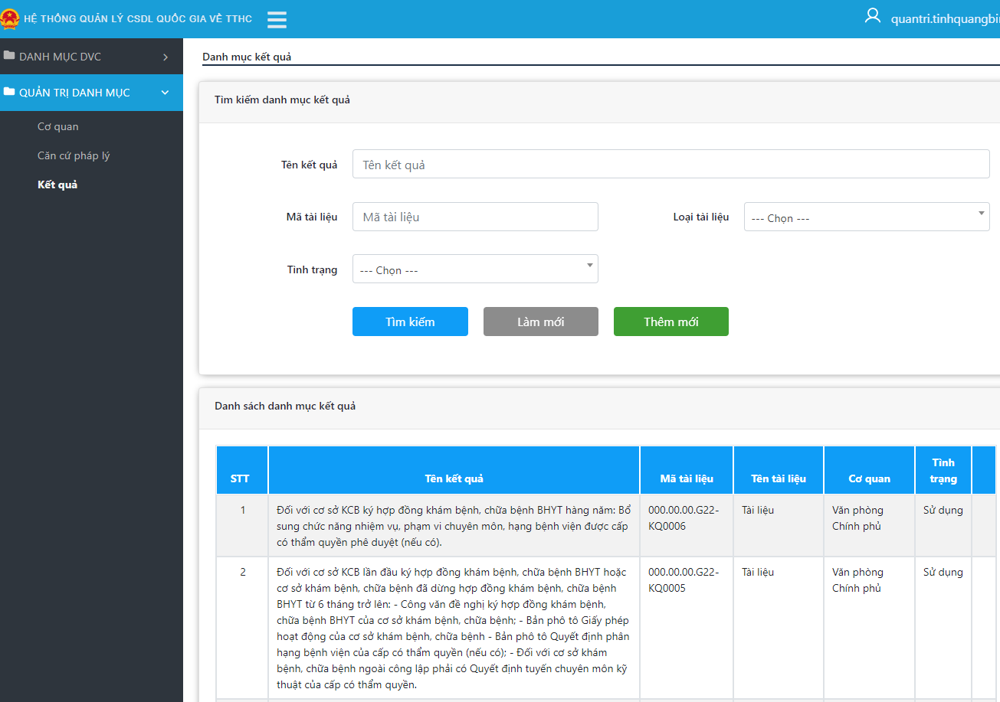 HỆ THỐNG QUẢN LÝ CSDL QUỐC GIA VỀ TTHC
quantri.tinhquangbin
DANH MỤC DVC
QUẢN TRỊ DANH MỤC
Cơ quan
Căn cứ pháp lý
Kết quả
Danh mục kết quả
Tìm kiếm danh mục kết quả
Tên kết quả
Tên kết quả
Mã tài liệu
Mã tài liệu
Loại tài liệu
--- Chọn ---
Tình trạng
--- Chọn ---
Tìm kiếm
Làm mới
Thêm mới
Danh sách danh mục kết quả
STT
Tên kết quả
Mã tài liệu
Tên tài liệu
Cơ quan
Tình
trạng
1
Đối với cơ sở KCB ký hợp đồng khám bệnh, chữa bệnh BHYT hàng năm: Bổ
sung chức năng nhiệm vụ, phạm vi chuyên môn, hạng bệnh viện được cấp
có thẩm quyền phê duyệt (nếu có).
000.00.00.G22-
KQ0006
Tài liệu
Văn phòng
Chính phủ
Sử dụng
2
Đối với cơ sở KCB lần đầu ký hợp đồng khám bệnh, chữa bệnh BHYT hoặc
cơ sở khám bệnh, chữa bệnh đã dừng hợp đồng khám bệnh, chữa bệnh
BHYT từ 6 tháng trở lên: - Công văn đề nghị ký hợp đồng khám bệnh,
chữa bệnh BHYT của cơ sở khám bệnh, chữa bệnh; - Bản phô tô Giấy phép
hoạt động của cơ sở khám bệnh, chữa bệnh - Bản phô tô Quyết định phân
hạng bệnh viện của cấp có thẩm quyền (nếu có); - Đối với cơ sở khám
bệnh, chữa bệnh ngoài công lập phải có Quyết định tuyến chuyên môn kỹ
thuật của cấp có thẩm quyền.
000.00.00.G22-
KQ0005
Tài liệu
Văn phòng
Chính phủ
Sử dụng